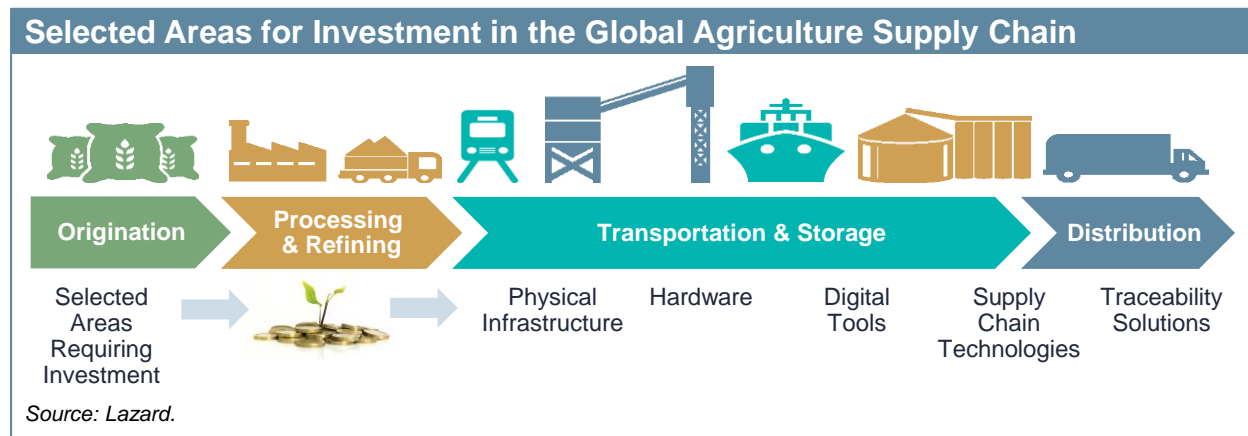 Selected Areas for Investment in the Global Agriculture Supply Chain
Origination
Processing
& Refining
Transportation & Storage
Distribution
Selected
Areas
Requiring
Investment
Physical
Infrastructure
Hardware
Digital
Tools
Supply
Chain
Technologies
Traceability
Solutions
Source: Lazard.